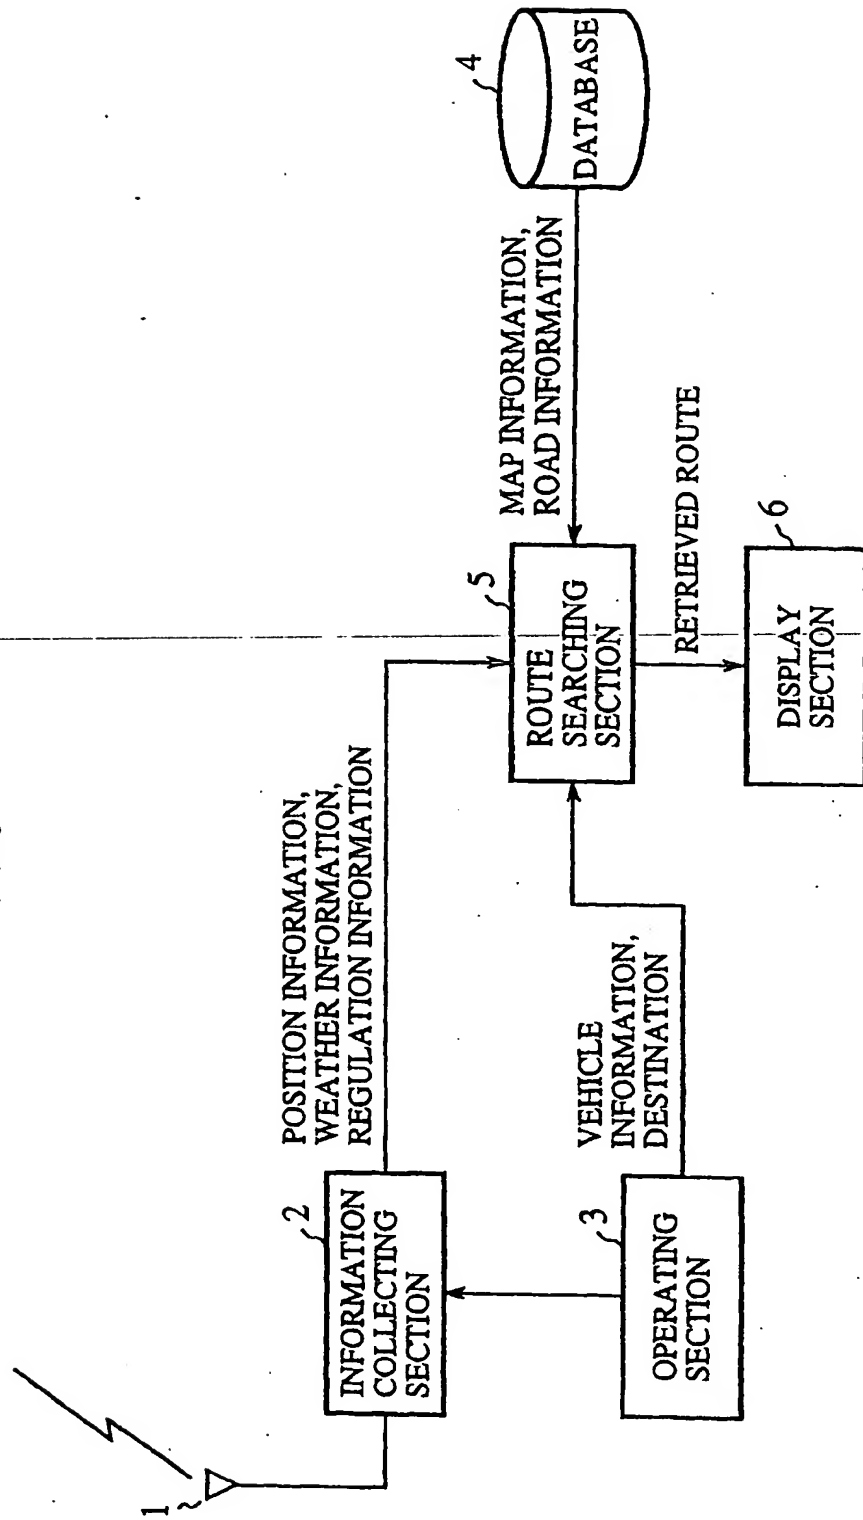 1
2
INFORMATION
COLLECTING
SECTION
POSITION INFORMATION,
WEATHER INFORMATION,
REGULATION INFORMATION
3
OPERATING
SECTION
VEHICLE
INFORMATION,
DESTINATION
5
ROUTE
SEARCHING
SECTION
MAP INFORMATION,
ROAD INFORMATION
4
DATABASE
RETRIEVED ROUTE
6
DISPLAY
SECTION